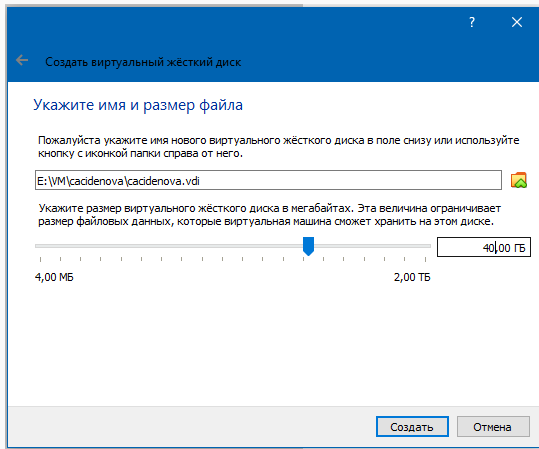 ?
Создать виртуальный жёсткий диск
Укажите имя и размер файла
Пожалуйста укажите имя нового виртуального жёсткого диска в поле снизу или используйте
кнопку с иконкой папки справа от него.
E:\VM\cacidenova\cacidenova.vdi
Укажите размер виртуального жёсткого диска в мегабайтах. Эта величина ограничивает
размер файловых данных, которые виртуальная машина сможет хранить на этом диске.
40,00 ГБ
4,00 МБ 2,00 ТБ
Создать Отмена